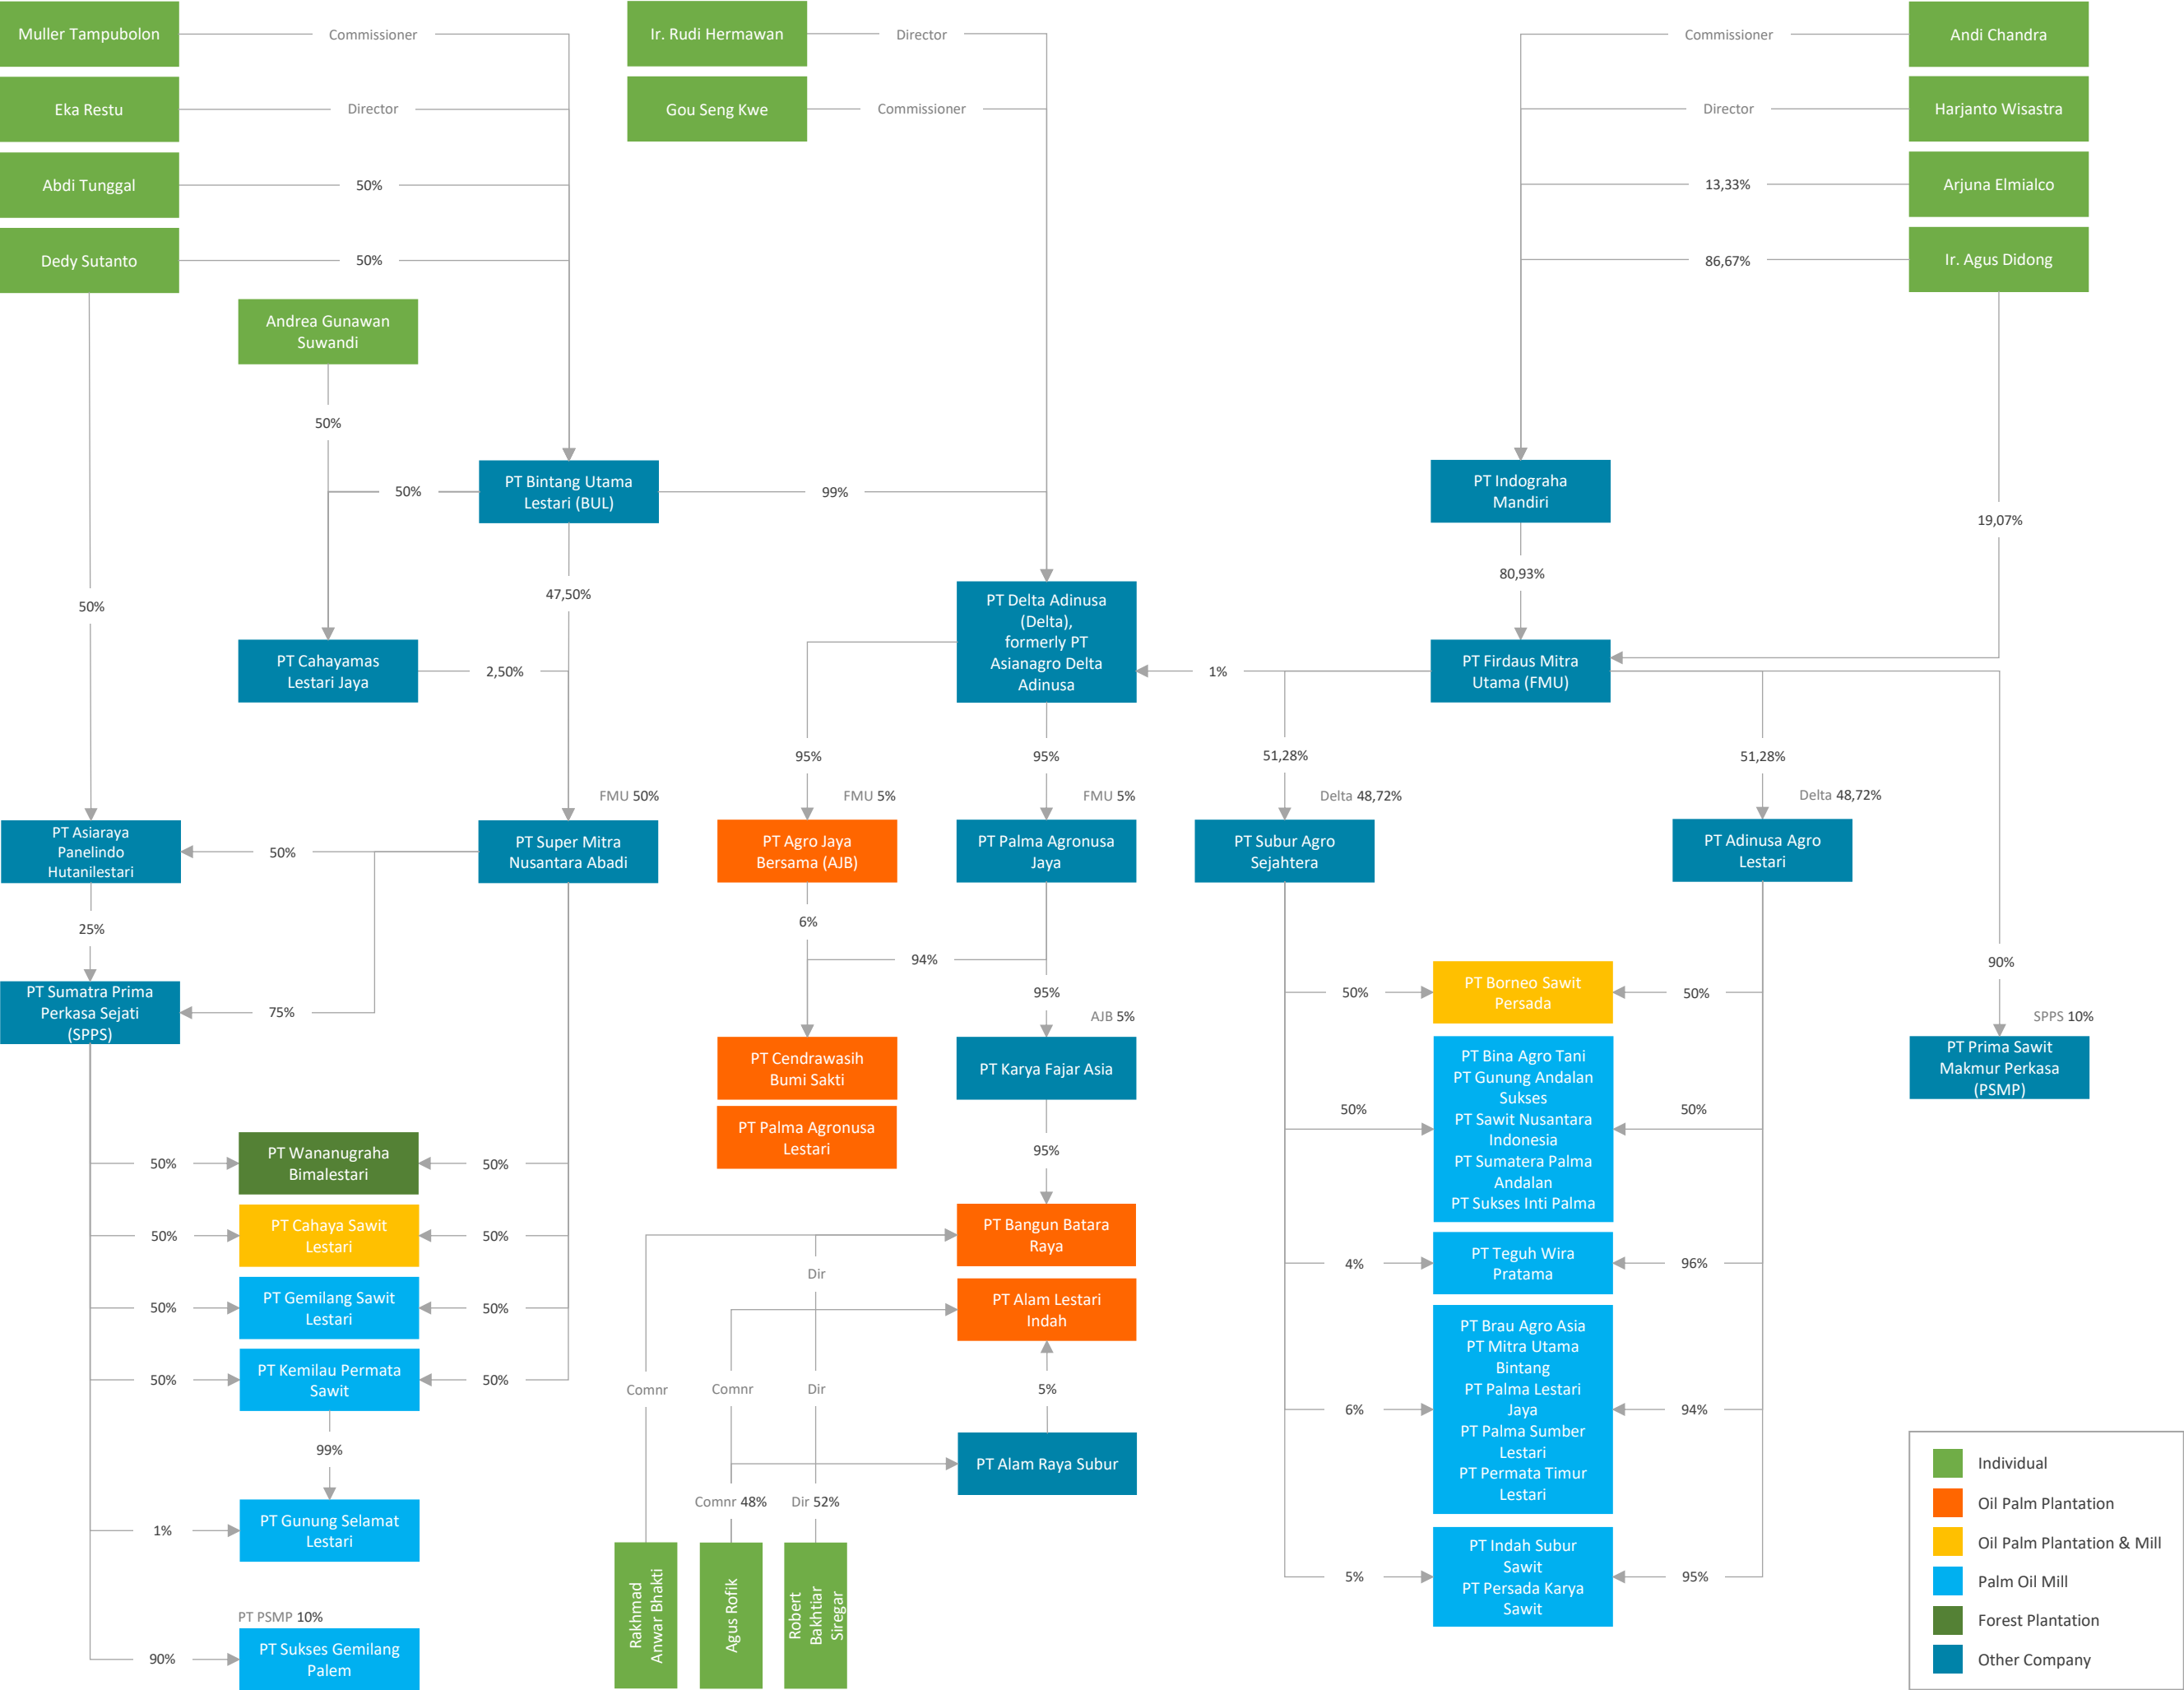 Muller Tampubolon
Commissioner
Ir. Rudi Hermawan
Director
Commissioner
Andi Chandra
Eka Restu
Director
Gou Seng Kwe
Commissioner
Director
Harjanto Wisastra
Abdi Tunggal
50%
13,33%
Arjuna Elmialco
Dedy Sutanto
50%
86,67%
Ir. Agus Didong
Andrea Gunawan
Suwandi
50%
50%
PT Bintang Utama
Lestari (BUL)
99%
PT Indograha
Mandiri
19,07%
50%
47,50%
80,93%
PT Delta Adinusa
(Delta),
formerly PT
Asianagro Delta
Adinusa
PT Cahayamas
Lestari Jaya
2,50%
1%
PT Firdaus Mitra
Utama (FMU)
95%
95%
51,28%
51,28%
FMU 50%
FMU 5%
FMU 5%
Delta 48,72%
Delta 48,72%
PT Asiaraya
Panelindo
Hutanilestari
50%
PT Super Mitra
Nusantara Abadi
PT Agro Jaya
Bersama (AJB)
PT Palma Agronusa
Jaya
PT Subur Agro
Sejahtera
PT Adinusa Agro
Lestari
25%
6%
94%
90%
PT Sumatra Prima
Perkasa Sejati
(SPPS)
75%
95%
AJB 5%
50%
PT Borneo Sawit
Persada
50%
SPPS 10%
PT Cendrawasih
Bumi Sakti
PT Karya Fajar Asia
PT Prima Sawit
Makmur Perkasa
(PSMP)
PT Palma Agronusa
Lestari
50%
PT Bina Agro Tani
PT Gunung Andalan
Sukses
PT Sawit Nusantara
Indonesia
PT Sumatera Palma
Andalan
PT Sukses Inti Palma
50%
50%
PT Wananugraha
Bimalestari
50%
95%
50%
PT Cahaya Sawit
Lestari
50%
PT Bangun Batara
Raya
Dir
4%
PT Teguh Wira
Pratama
96%
50%
PT Gemilang Sawit
Lestari
50%
PT Alam Lestari
Indah
50%
PT Kemilau Permata
Sawit
50%
Comnr
Comnr
Dir
5%
6%
PT Brau Agro Asia
PT Mitra Utama
Bintang
PT Palma Lestari
Jaya
PT Palma Sumber
Lestari
PT Permata Timur
Lestari
94%
99%
PT Alam Raya Subur
Comnr 48%
Dir 52%
1%
PT Gunung Selamat
Lestari
5%
PT Indah Subur
Sawit
PT Persada Karya
Sawit
95%
Rakhmad
Anwar Bhakti
Agus Rofik
Robert
Bakhtiar
Siregar
PT PSMP 10%
90%
PT Sukses Gemilang
Palem
Individual
Oil Palm Plantation
Oil Palm Plantation & Mill
Palm Oil Mill
Forest Plantation
Other Company